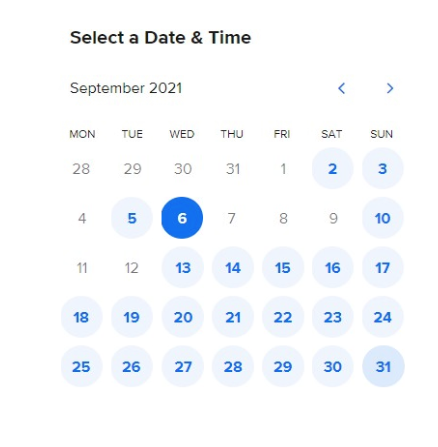 Select a Date & Time
September 2021
MON TUE WED THU FRI SAT SUN
28 29 30 31 1 2 3
4 5 6 7 8 9 10
11 12 13 14 15 16 17
18 19 20 21 22 23 24
25 26 27 28 29 30 31